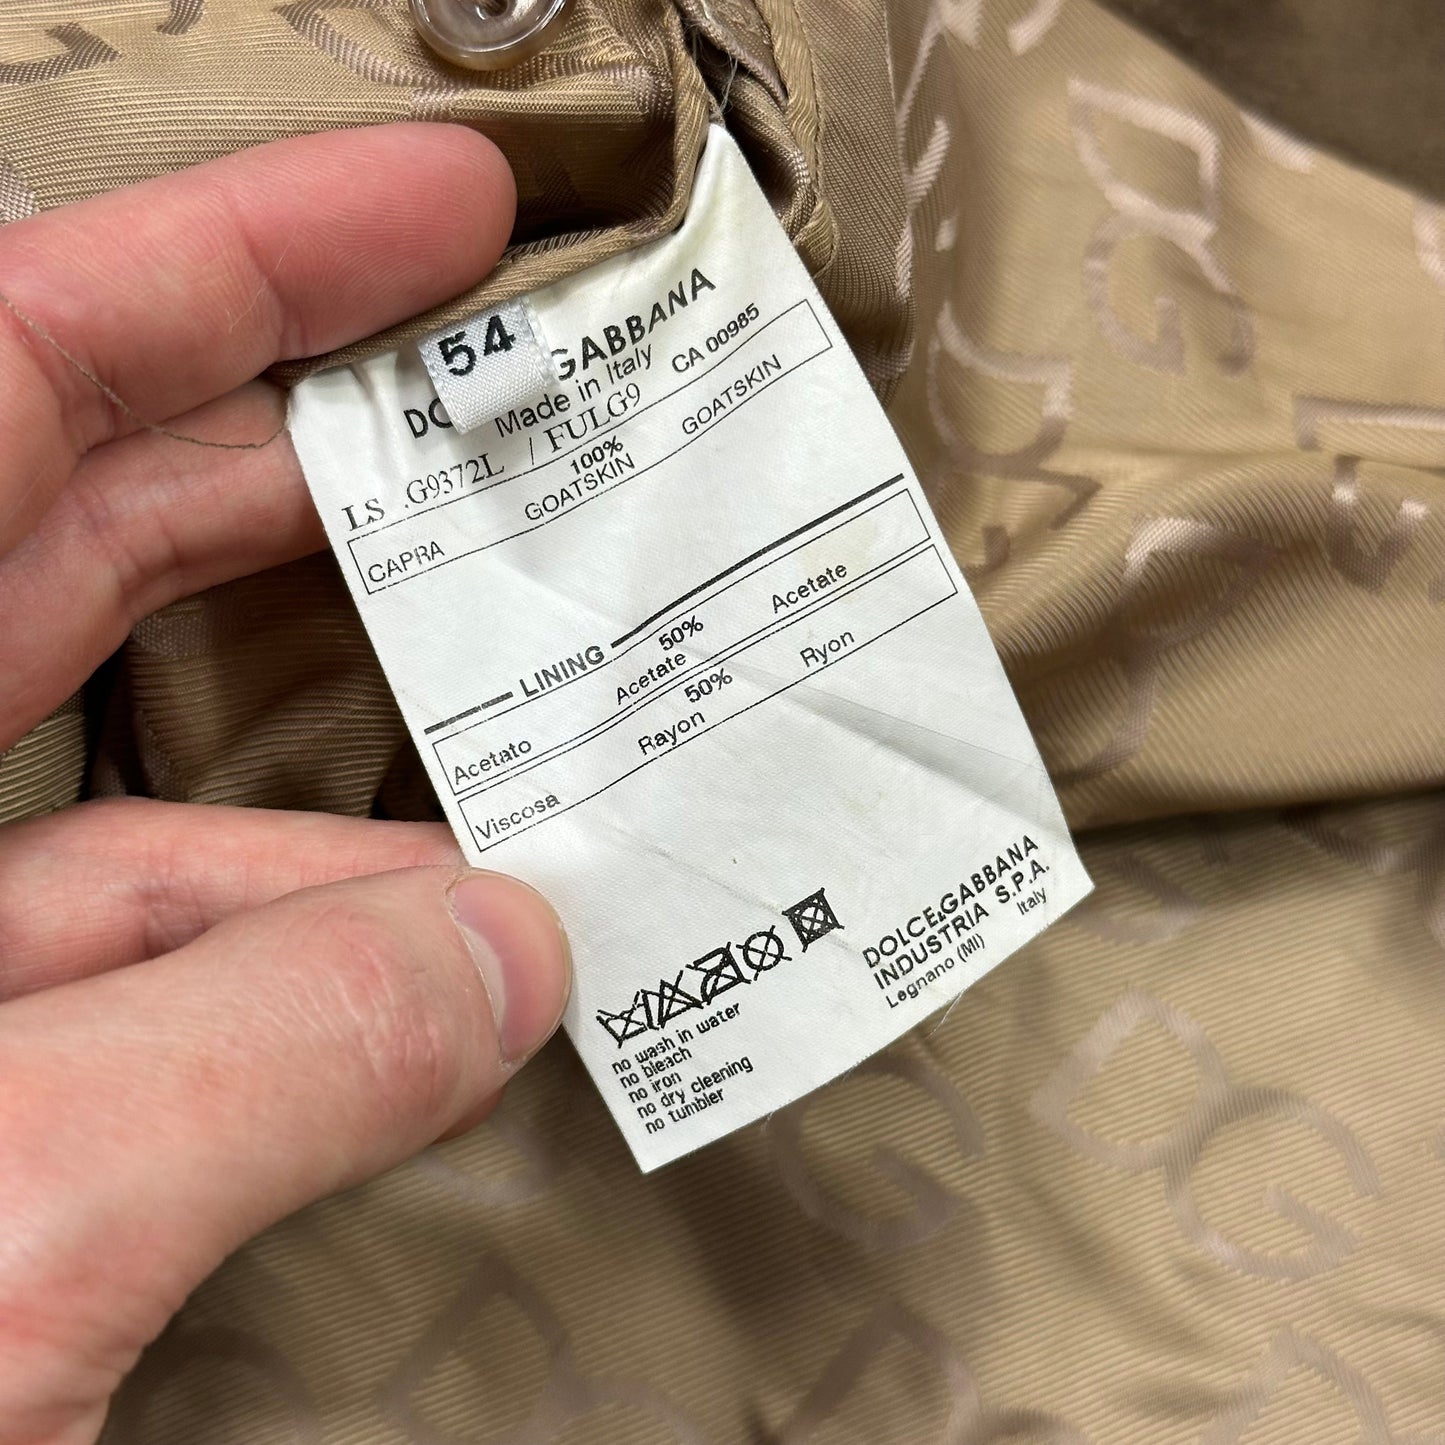 54
GABBANA
Made in Italy
LS .G9372L / FULG9 CA 00985
100%
CAPRA GOATSKIN GOATSKIN
LINING
50%
Acetato Acetate Acetate
50%
Viscosa Rayon Ryon
no wash in water
no bleach
no iron
no dry cleaning
no tumbler
DOLCE&GABBANA
INDUSTRIA S.P.A.
Legnano (MI) Italy